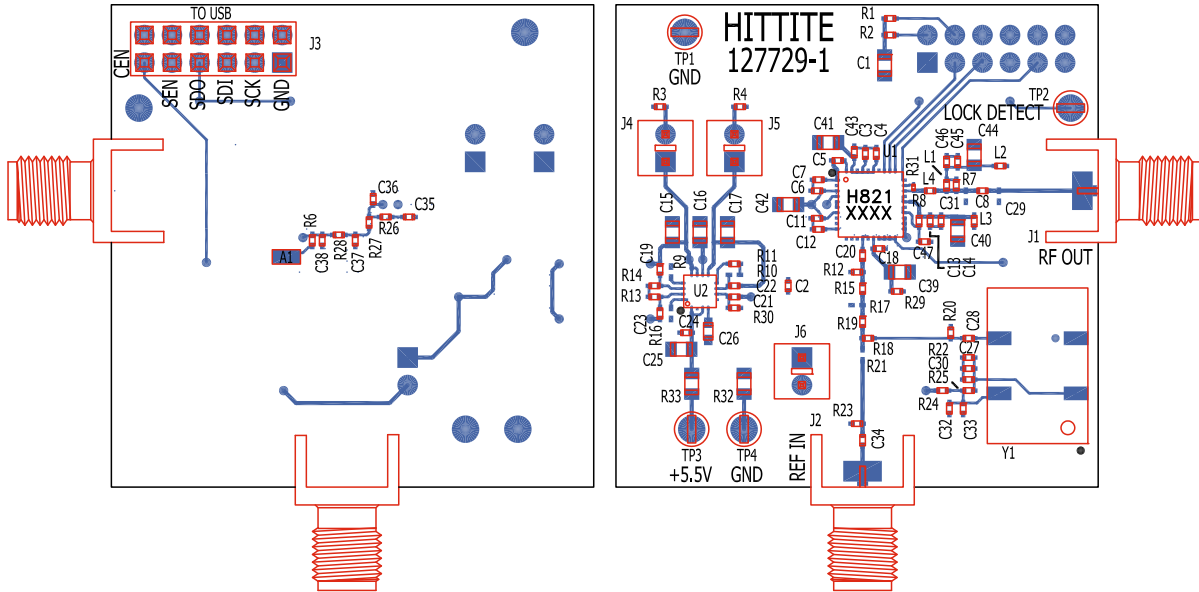 TO USB
J3
CEN
SEN
SDO
SDI
SCK
GND
C36
C35
R26
R6
R28
R27
C38
C37
A1
HITTITE
127729-1
TP1
GND
R1
R2
C1
TP2
LOCK DETECT
R3
R4
J4
J5
C41
C43
C3
C4
U1
C5
C7
C6
C42
C11
C12
H821
XXXX
R31
L1
C46
C45
C44
L2
L4
R7
R8
C31
C8
C29
L3
C40
C47
C13
C14
J1
RF OUT
C15
C16
C17
C19
R9
R11
R10
R14
R13
U2
C22
C21
R30
C2
C23
R16
C24
C25
C26
C20
C18
R12
R15
C39
R29
R17
R19
R18
R21
J6
R20
C28
R22
C27
C30
R25
R24
C32
C33
Y1
R33
R32
TP3
+5.5V
TP4
GND
REF IN
J2
R23
C34